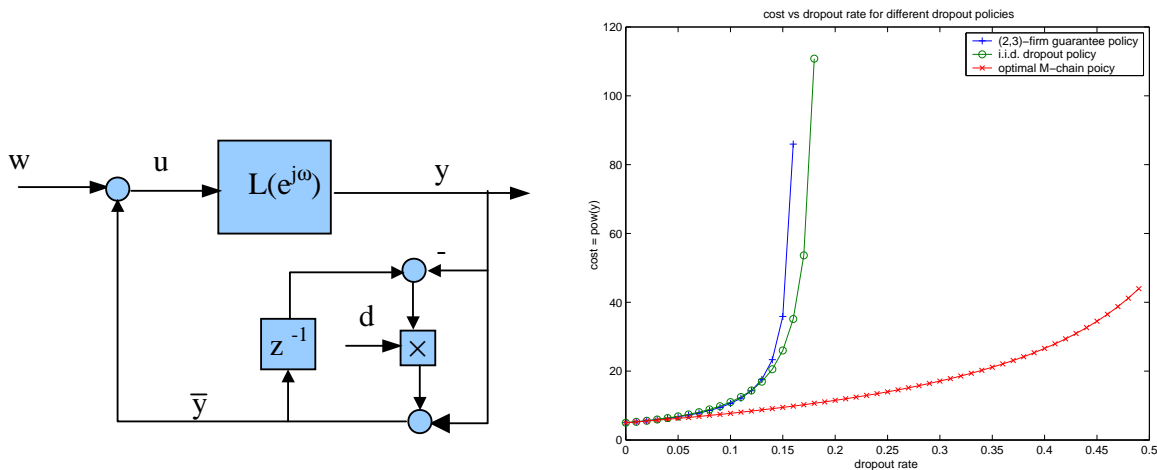 w
u
L(e^{jω})
y
-
d
z^{-1}
×
y̅
cost vs dropout rate for different dropout policies
(2,3)−firm guarantee policy
i.i.d. dropout policy
optimal M−chain poicy
cost = pow(y)
120
100
80
60
40
20
0
0 0.05 0.1 0.15 0.2 0.25 0.3 0.35 0.4 0.45 0.5
dropout rate